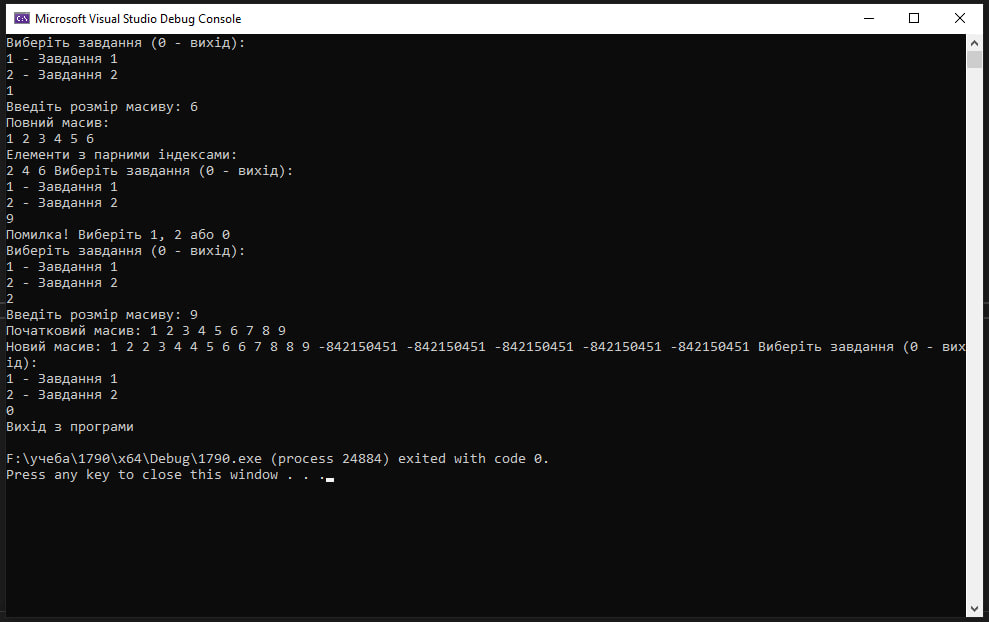 Microsoft Visual Studio Debug Console
Виберіть завдання (0 - вихід):
1 - Завдання 1
2 - Завдання 2
1
Введіть розмір масиву: 6
Повний масив:
1 2 3 4 5 6
Елементи з парними індексами:
2 4 6 Виберіть завдання (0 - вихід):
1 - Завдання 1
2 - Завдання 2
9
Помилка! Виберіть 1, 2 або 0
Виберіть завдання (0 - вихід):
1 - Завдання 1
2 - Завдання 2
2
Введіть розмір масиву: 9
Початковий масив: 1 2 3 4 5 6 7 8 9
Новий масив: 1 2 2 3 4 4 5 6 6 7 8 8 9 -842150451 -842150451 -842150451 -842150451 -842150451 Виберіть завдання (0 - вих
ід):
1 - Завдання 1
2 - Завдання 2
0
Вихід з програми
F:\учеба\1790\x64\Debug\1790.exe (process 24884) exited with code 0.
Press any key to close this window . . .